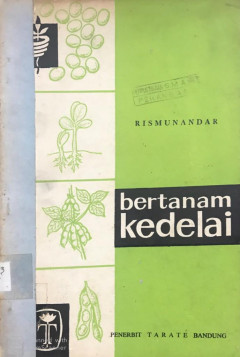 RISMUNANDAR
bertanam
kedelai
PENERBIT TARATE BANDUNG